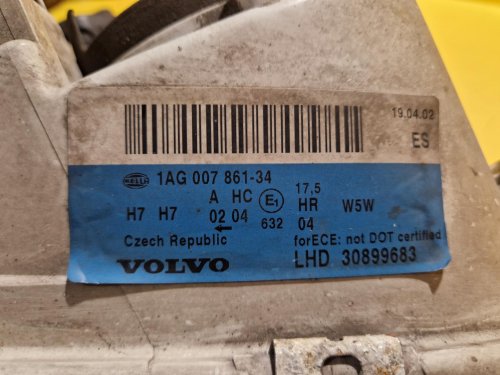 19.04.02
ES
HELLA 1AG 007 861-34
A HC E1 17,5
H7 H7 02 04 HR W5W
← 632 04
Czech Republic forECE: not DOT certified
VOLVO LHD 30899683